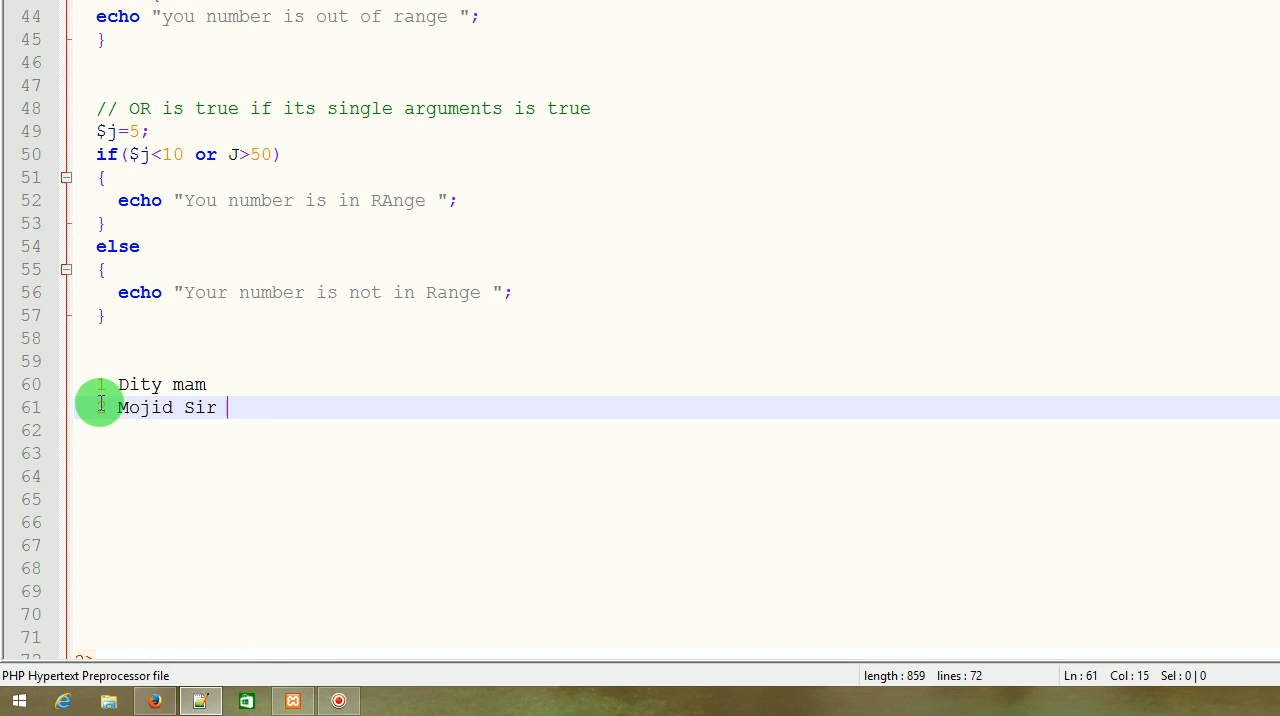 44 echo "you number is out of range ";
45 }
46
47
48 // OR is true if its single arguments is true
49 $j=5;
50 if($j<10 or J>50)
51 {
52 echo "You number is in RAnge ";
53 }
54 else
55 {
56 echo "Your number is not in Range ";
57 }
58
59
60 1 Dity mam
61 2 Mojid Sir
62
63
64
65
66
67
68
69
70
71
72 ?>
PHP Hypertext Preprocessor file length : 859 lines : 72 Ln : 61 Col : 15 Sel : 0 | 0